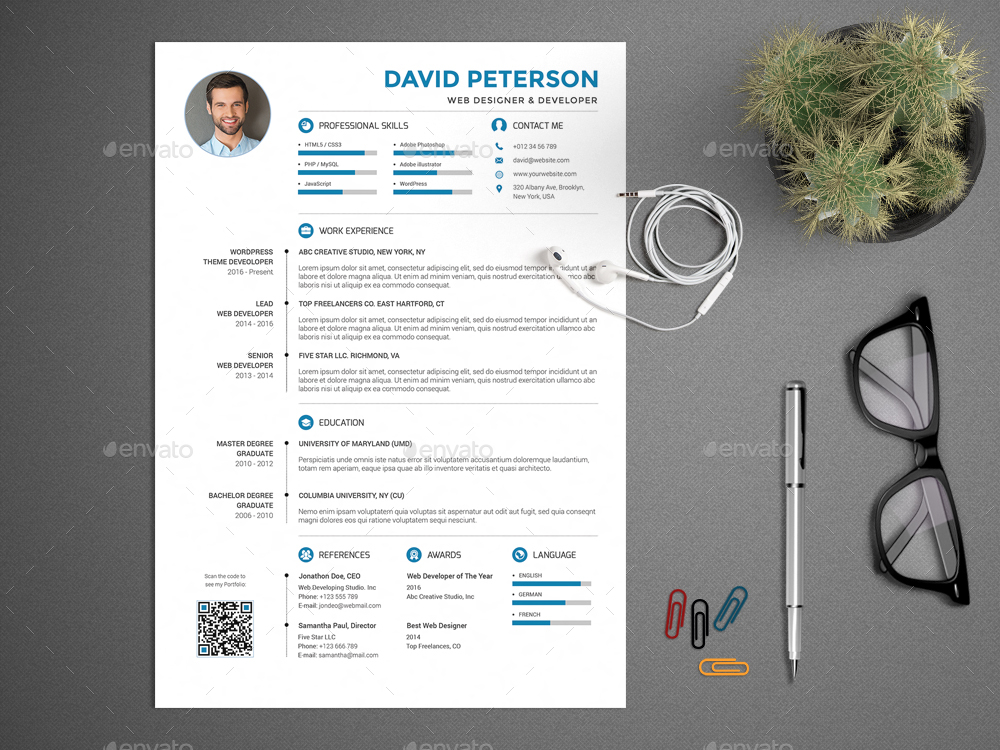 DAVID PETERSON
WEB DESIGNER & DEVELOPER
PROFESSIONAL SKILLS
HTML5 / CSS3
PHP / MySQL
JavaScript
Adobe Photoshop
Adobe illustrator
WordPress
CONTACT ME
+012 34 56 789
david@website.com
www.yourwebsite.com
320 Albany Ave, Brooklyn,
New York, USA
WORK EXPERIENCE
WORDPRESS
THEME DEVELOPER
2016 - Present
ABC CREATIVE STUDIO, NEW YORK, NY
Lorem ipsum dolor sit amet, consectetur adipiscing elit, sed do eiusmod tempor incididunt ut
labore et dolore magna aliqua. Ut enim ad minim veniam, quis nostrud exercitation ullamco abc
laboris nisi ut aliquip ex ea commodo consequat.
LEAD
WEB DEVELOPER
2014 - 2016
TOP FREELANCERS CO. EAST HARTFORD, CT
Lorem ipsum dolor sit amet, consectetur adipiscing elit, sed do eiusmod tempor incididunt ut
labore et dolore magna aliqua. Ut enim ad minim veniam, quis nostrud exercitation ullamco abc
laboris nisi ut aliquip ex ea commodo consequat.
SENIOR
WEB DEVELOPER
2013 - 2014
FIVE STAR LLC. RICHMOND, VA
Lorem ipsum dolor sit amet, consectetur adipiscing elit, sed do eiusmod tempor incididunt ut
labore et dolore magna aliqua. Ut enim ad minim veniam, quis nostrud exercitation ullamco abc
laboris nisi ut aliquip ex ea commodo consequat.
EDUCATION
MASTER DEGREE
GRADUATE
2010 - 2012
UNIVERSITY OF MARYLAND (UMD)
Perspiciatis unde omnis iste natus error sit voluptatem accusantium doloremque laudantium,
totam rem aperiam, eaque ipsa quae ab illo inventore veritatis et quasi architecto.
BACHELOR DEGREE
GRADUATE
2006 - 2010
COLUMBIA UNIVERSITY, NY (CU)
Nemo enim ipsam voluptatem quia voluptas sit aspernatur aut odit aut fugit, sed quia conseqnt
magni dolores eos qui ratione voluptatem sequi nesciunt.
REFERENCES
Jonathon Doe, CEO
Web Developing Studio. Inc
Phone: +123 555 789
E-mail: jondec@webmail.com
Samantha Paul, Director
Five Star LLC
Phone: +123 666 789
E-mail: samantha@mail.com
AWARDS
Web Developer of The Year
2016
Abc Creative Studio, Inc
Best Web Designer
2014
Top Freelances, CO
LANGUAGE
ENGLISH
GERMAN
FRENCH
Scan the code to
see my Portfolio:
envato
envato
envato
envato
envato
envato
envato
envato
envato